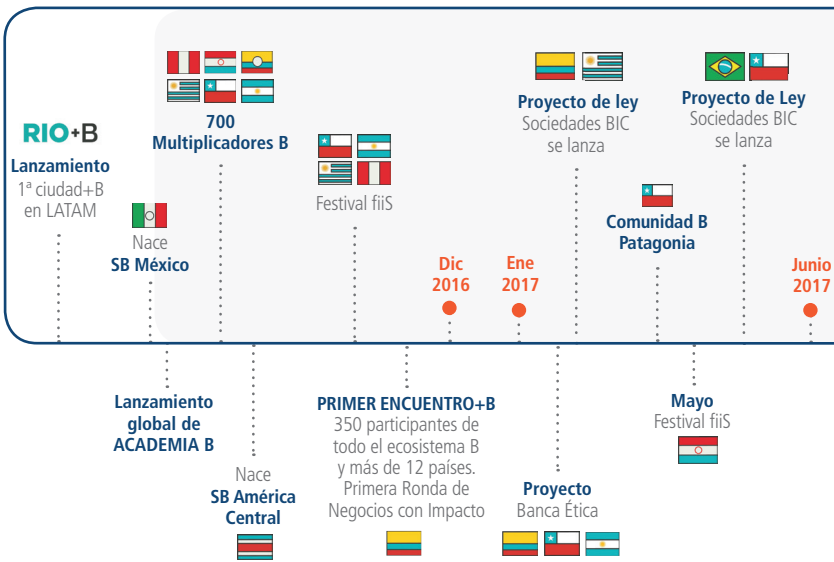 RIO+B
Lanzamiento
1ª ciudad+B
en LATAM
Nace
SB México
700
Multiplicadores B
Festival fiiS
Dic
2016
Ene
2017
Proyecto de ley
Sociedades BIC
se lanza
Comunidad B
Patagonia
Proyecto de Ley
Sociedades BIC
se lanza
Junio
2017
Lanzamiento
global de
ACADEMIA B
Nace
SB América
Central
PRIMER ENCUENTRO+B
350 participantes de
todo el ecosistema B
y más de 12 países.
Primera Ronda de
Negocios con Impacto
Proyecto
Banca Ética
Mayo
Festival fiiS